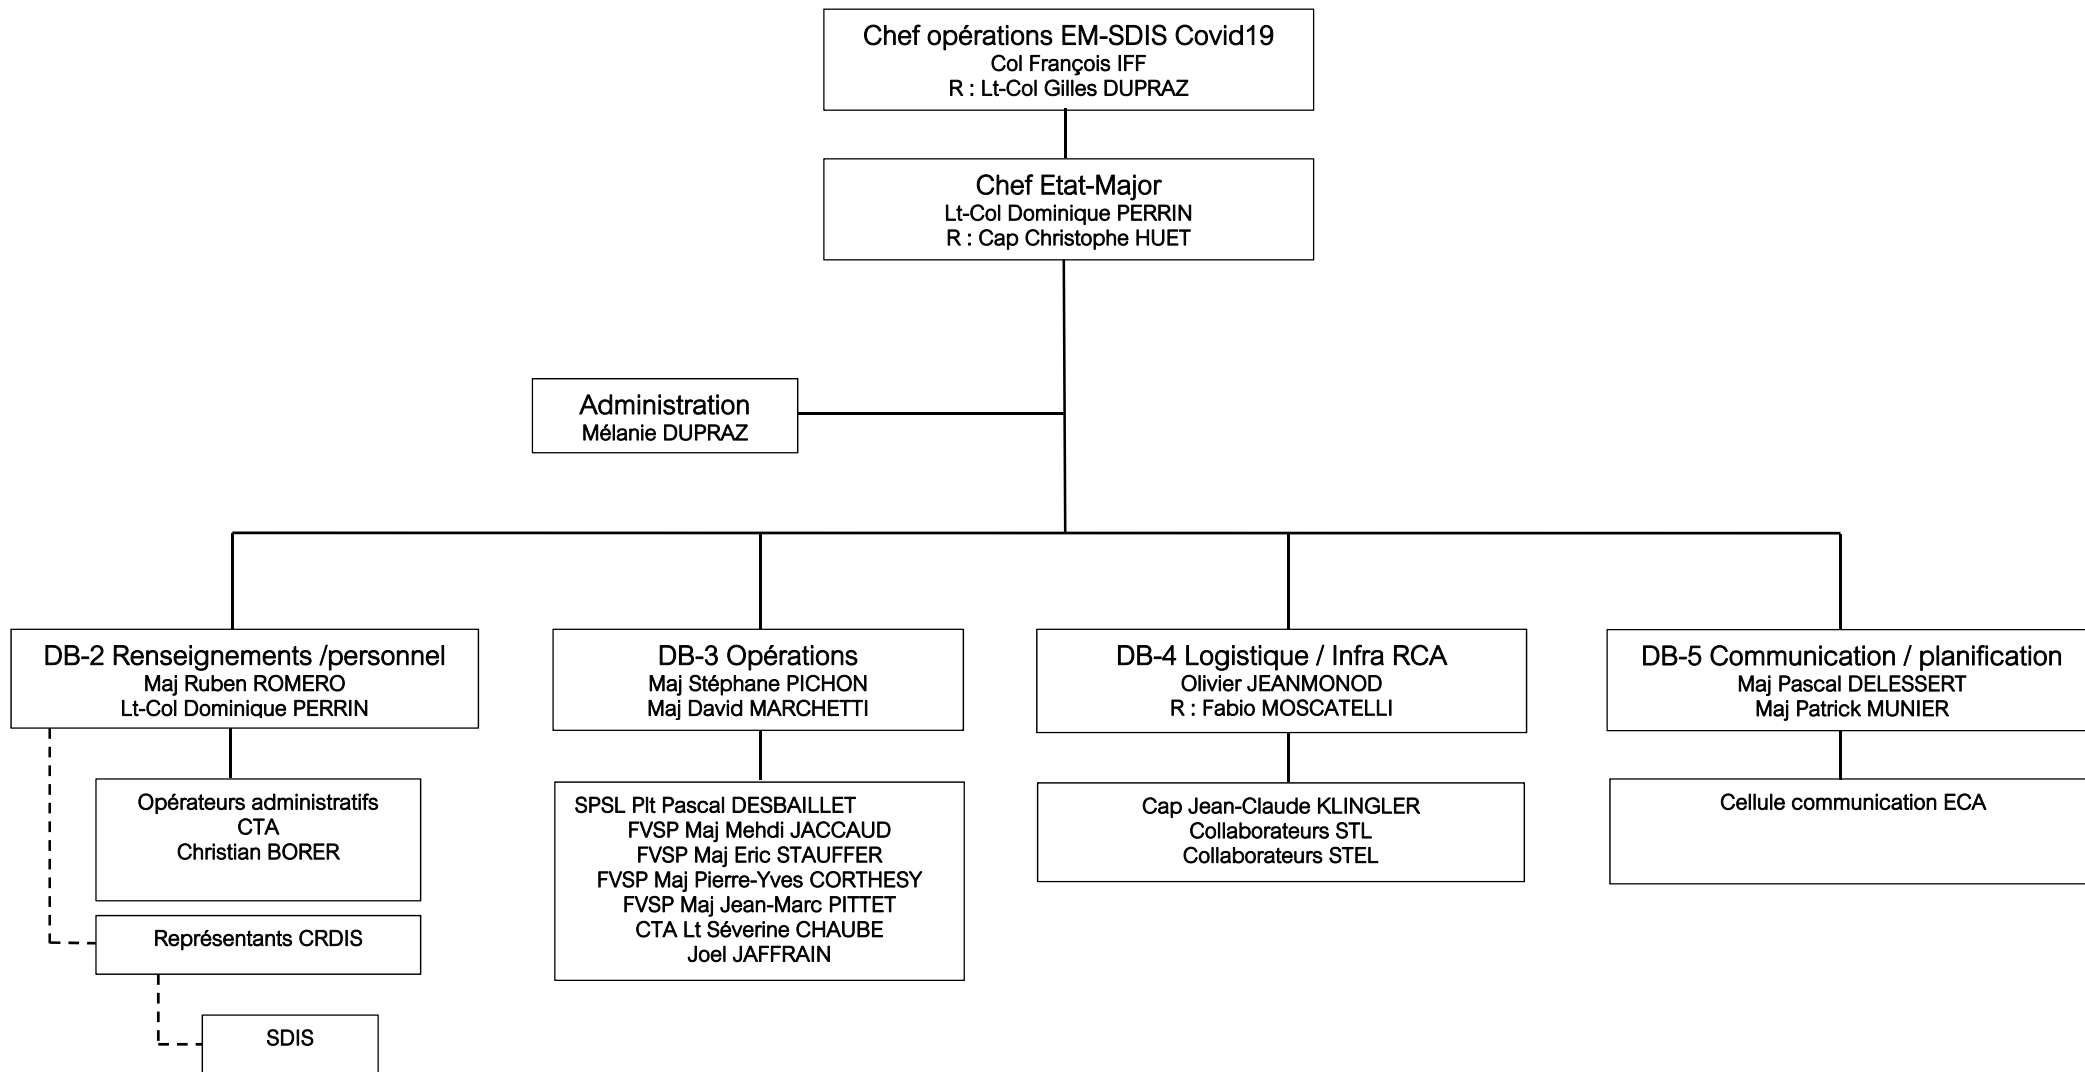 Chef opérations EM-SDIS Covid19
Col François IFF
R : Lt-Col Gilles DUPRAZ
Chef Etat-Major
Lt-Col Dominique PERRIN
R : Cap Christophe HUET
Administration
Mélanie DUPRAZ
DB-2 Renseignements /personnel
Maj Ruben ROMERO
Lt-Col Dominique PERRIN
Opérateurs administratifs
CTA
Christian BORER
Représentants CRDIS
SDIS
DB-3 Opérations
Maj Stéphane PICHON
Maj David MARCHETTI
SPSL Plt Pascal DESBAILLET
FVSP Maj Mehdi JACCAUD
FVSP Maj Eric STAUFFER
FVSP Maj Pierre-Yves CORTHESY
FVSP Maj Jean-Marc PITTET
CTA Lt Séverine CHAUBE
Joel JAFFRAIN
DB-4 Logistique / Infra RCA
Olivier JEANMONOD
R : Fabio MOSCATELLI
Cap Jean-Claude KLINGLER
Collaborateurs STL
Collaborateurs STEL
DB-5 Communication / planification
Maj Pascal DELESSERT
Maj Patrick MUNIER
Cellule communication ECA